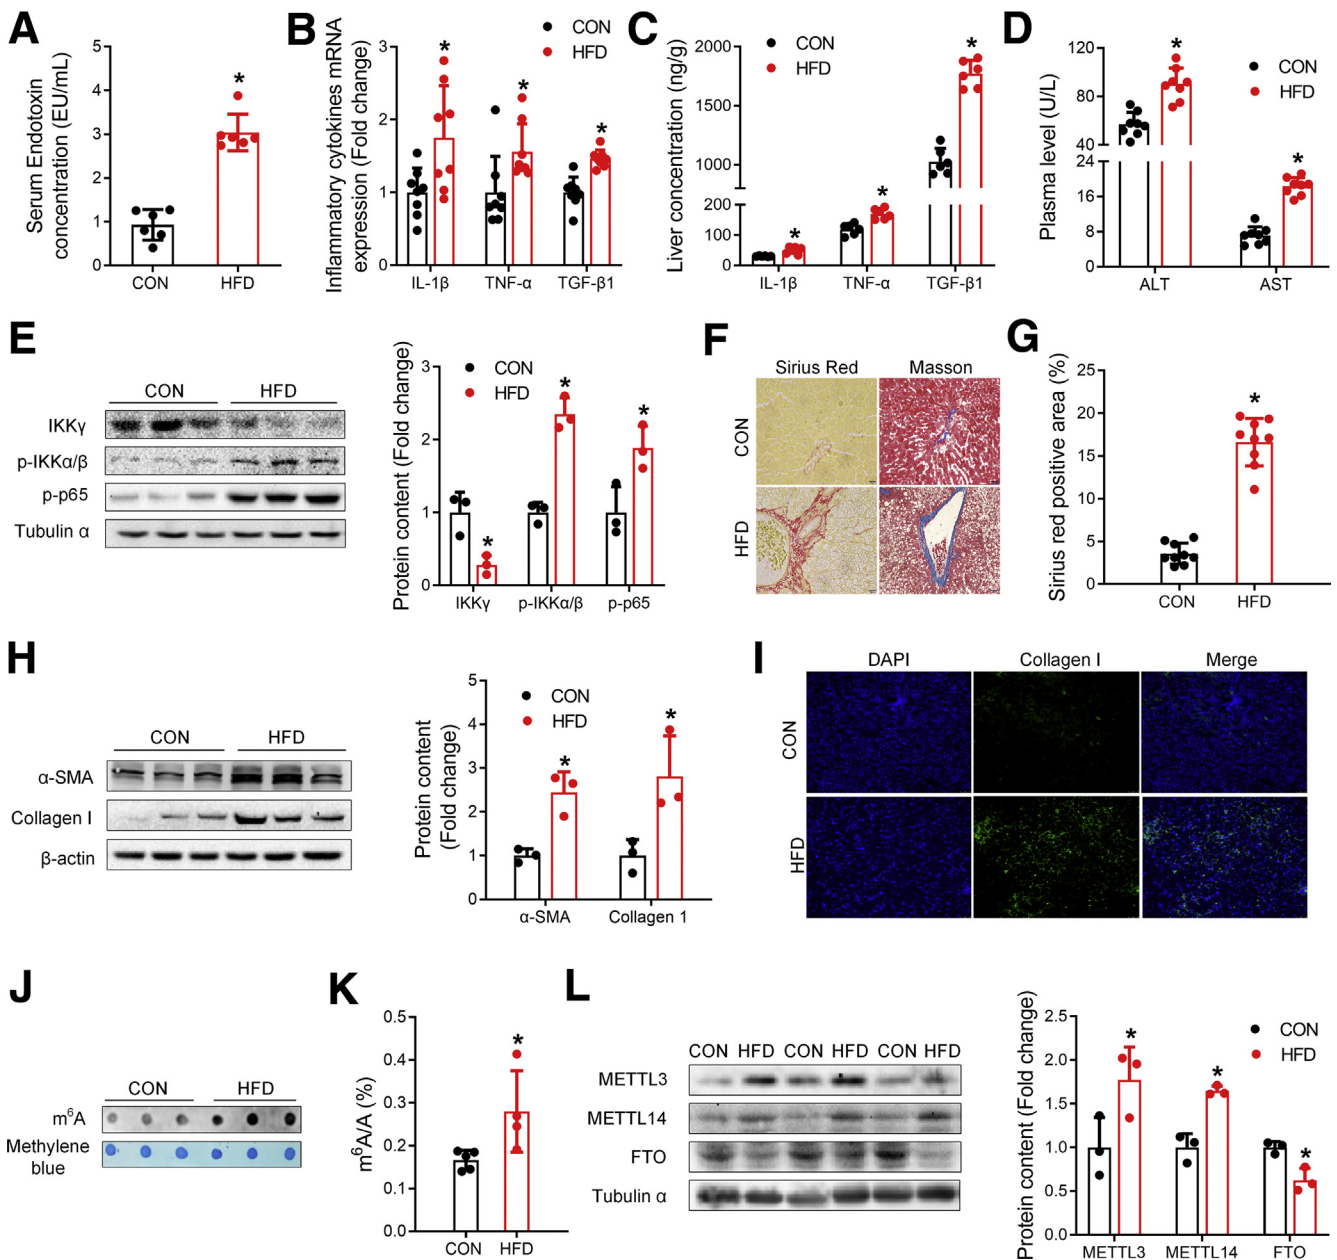 A
Serum Endotoxin
concentration (EU/mL)
5
4
3
2
1
0
*
CON
HFD
B
Inflammatory cytokines mRNA
expression (Fold change)
CON
HFD
3
2
1
0
*
*
*
IL-1β
TNF-α
TGF-β1
C
Liver concentration (ng/g)
CON
HFD
2000
1500
1000
200
100
0
*
*
*
IL-1β
TNF-α
TGF-β1
D
Plasma level (U/L)
CON
HFD
120
80
40
24
16
8
0
*
*
ALT
AST
E
CON
HFD
IKKγ
p-IKKα/β
p-p65
Tubulin α
Protein content (Fold change)
CON
HFD
3
2
1
0
*
*
*
IKKγ
p-IKKα/β
p-p65
F
Sirius Red
Masson
CON
HFD
G
Sirius red positive area (%)
25
20
15
10
5
0
*
CON
HFD
H
CON
HFD
α-SMA
Collagen I
β-actin
Protein content
(Fold change)
CON
HFD
5
4
3
2
1
0
*
*
α-SMA
Collagen 1
I
DAPI
Collagen I
Merge
CON
HFD
J
CON
HFD
m⁶A
Methylene
blue
K
m⁶A/A (%)
0.5
0.4
0.3
0.2
0.1
0.0
*
CON
HFD
L
CON HFD CON HFD CON HFD
METTL3
METTL14
FTO
Tubulin α
Protein content (Fold change)
CON
HFD
2.5
2.0
1.5
1.0
0.5
0.0
*
*
*
METTL3
METTL14
FTO